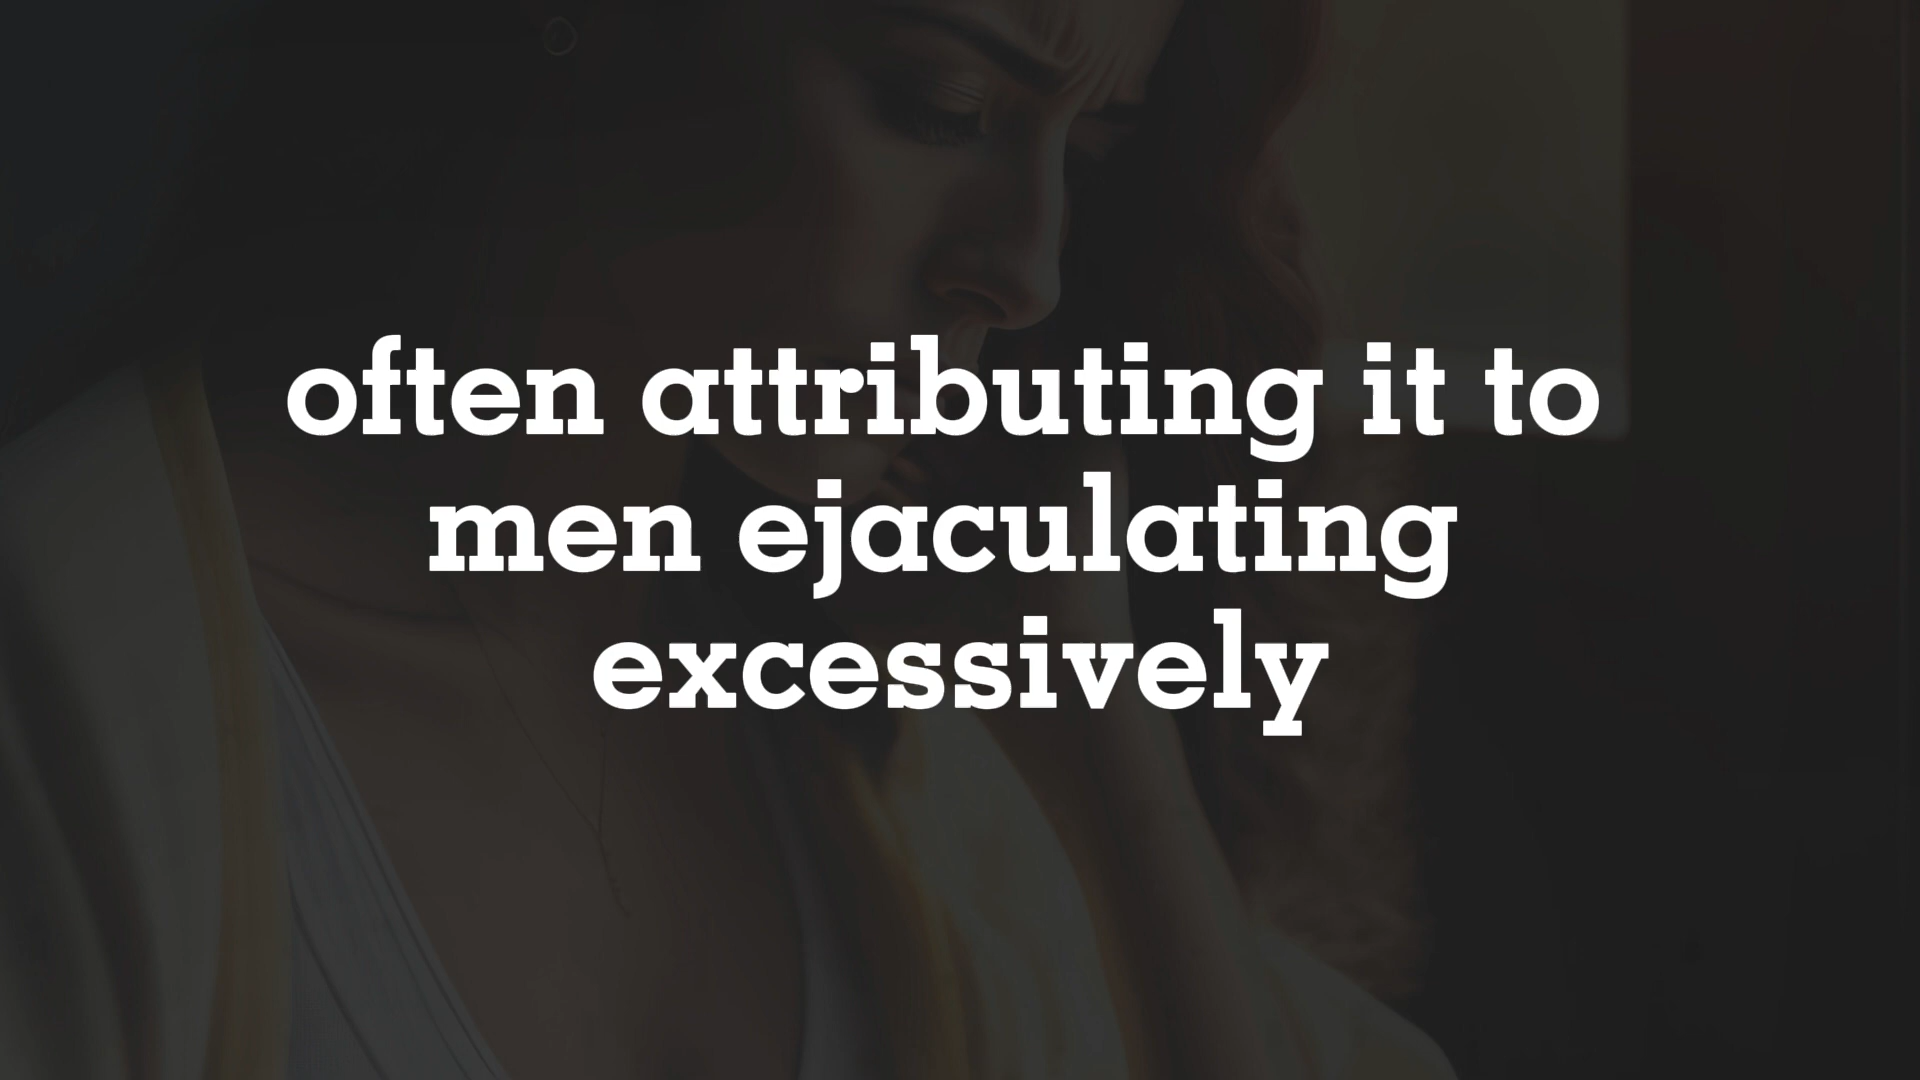 often attributing it to
men ejaculating
excessively